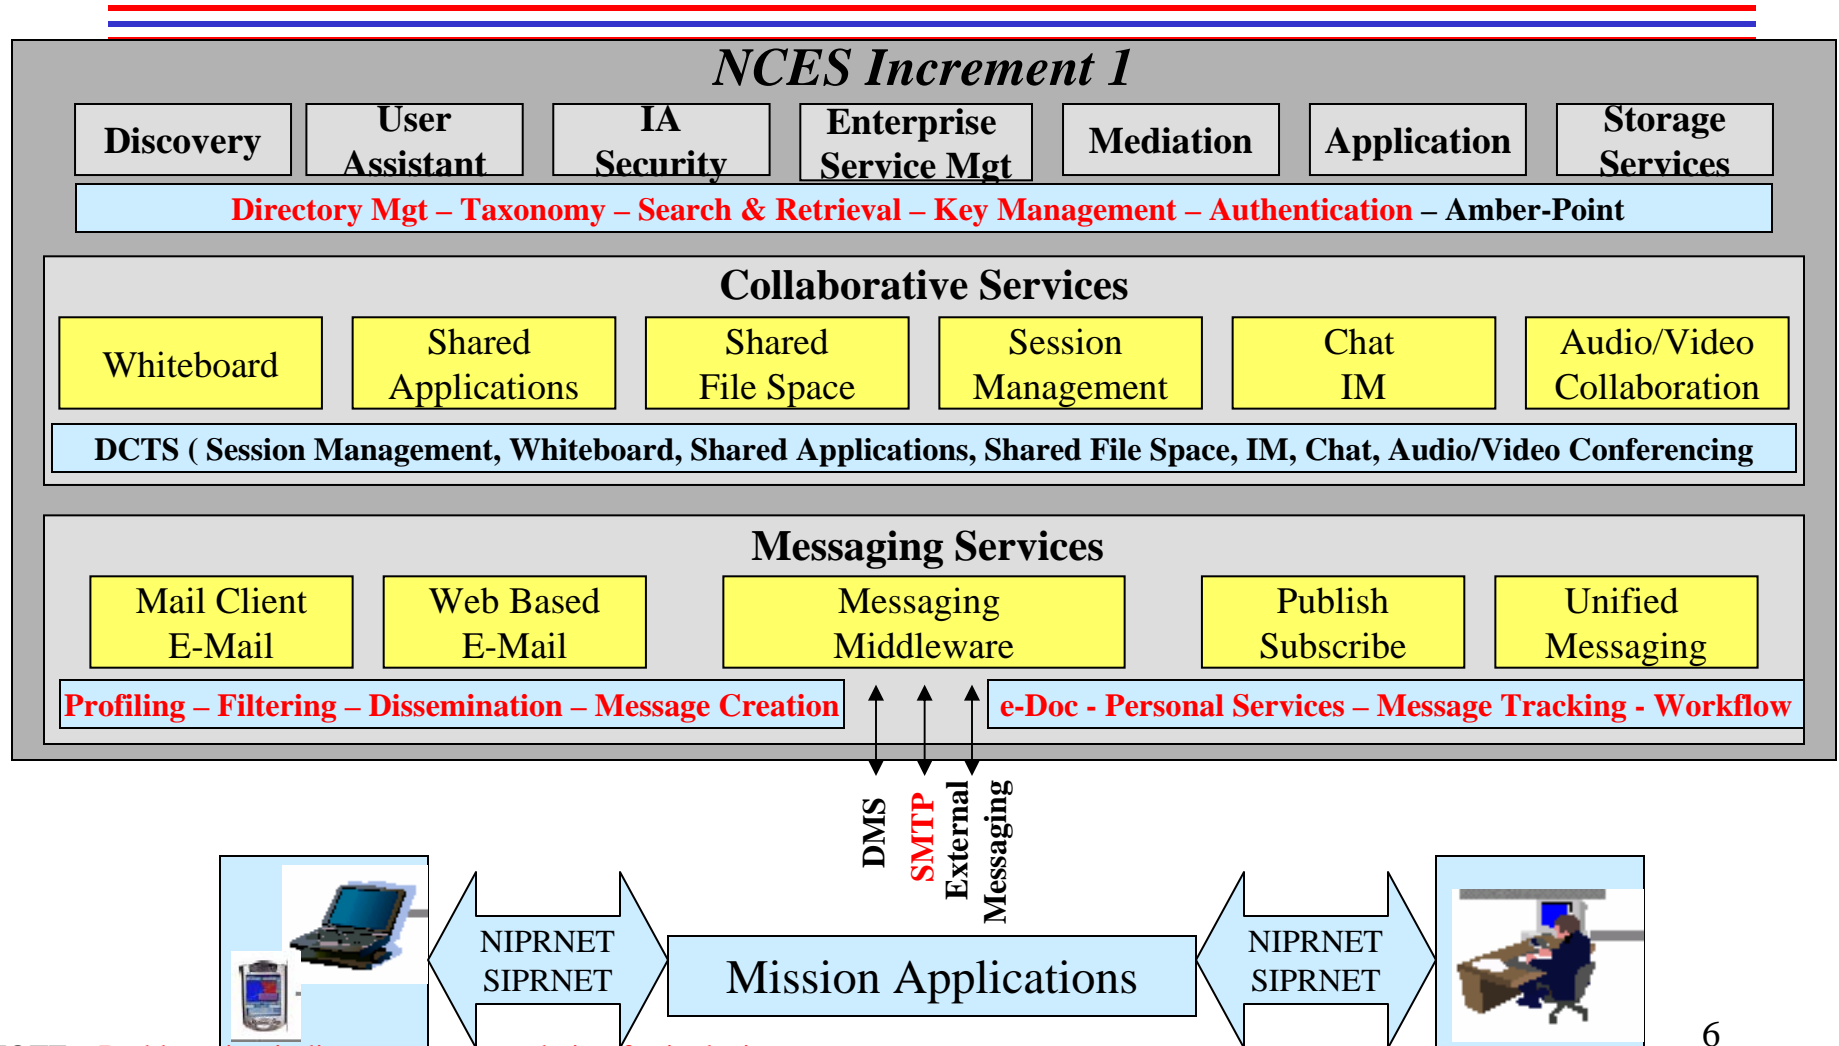 NCES Increment 1
Discovery
User
Assistant
IA
Security
Enterprise
Service Mgt
Mediation
Application
Storage
Services
Directory Mgt – Taxonomy – Search & Retrieval – Key Management – Authentication – Amber-Point
Collaborative Services
Whiteboard
Shared
Applications
Shared
File Space
Session
Management
Chat
IM
Audio/Video
Collaboration
DCTS ( Session Management, Whiteboard, Shared Applications, Shared File Space, IM, Chat, Audio/Video Conferencing
Messaging Services
Mail Client
E-Mail
Web Based
E-Mail
Messaging
Middleware
Publish
Subscribe
Unified
Messaging
Profiling – Filtering – Dissemination – Message Creation
e-Doc - Personal Services – Message Tracking - Workflow
DMS
SMTP
External
Messaging
NIPRNET
SIPRNET
Mission Applications
NIPRNET
SIPRNET
6